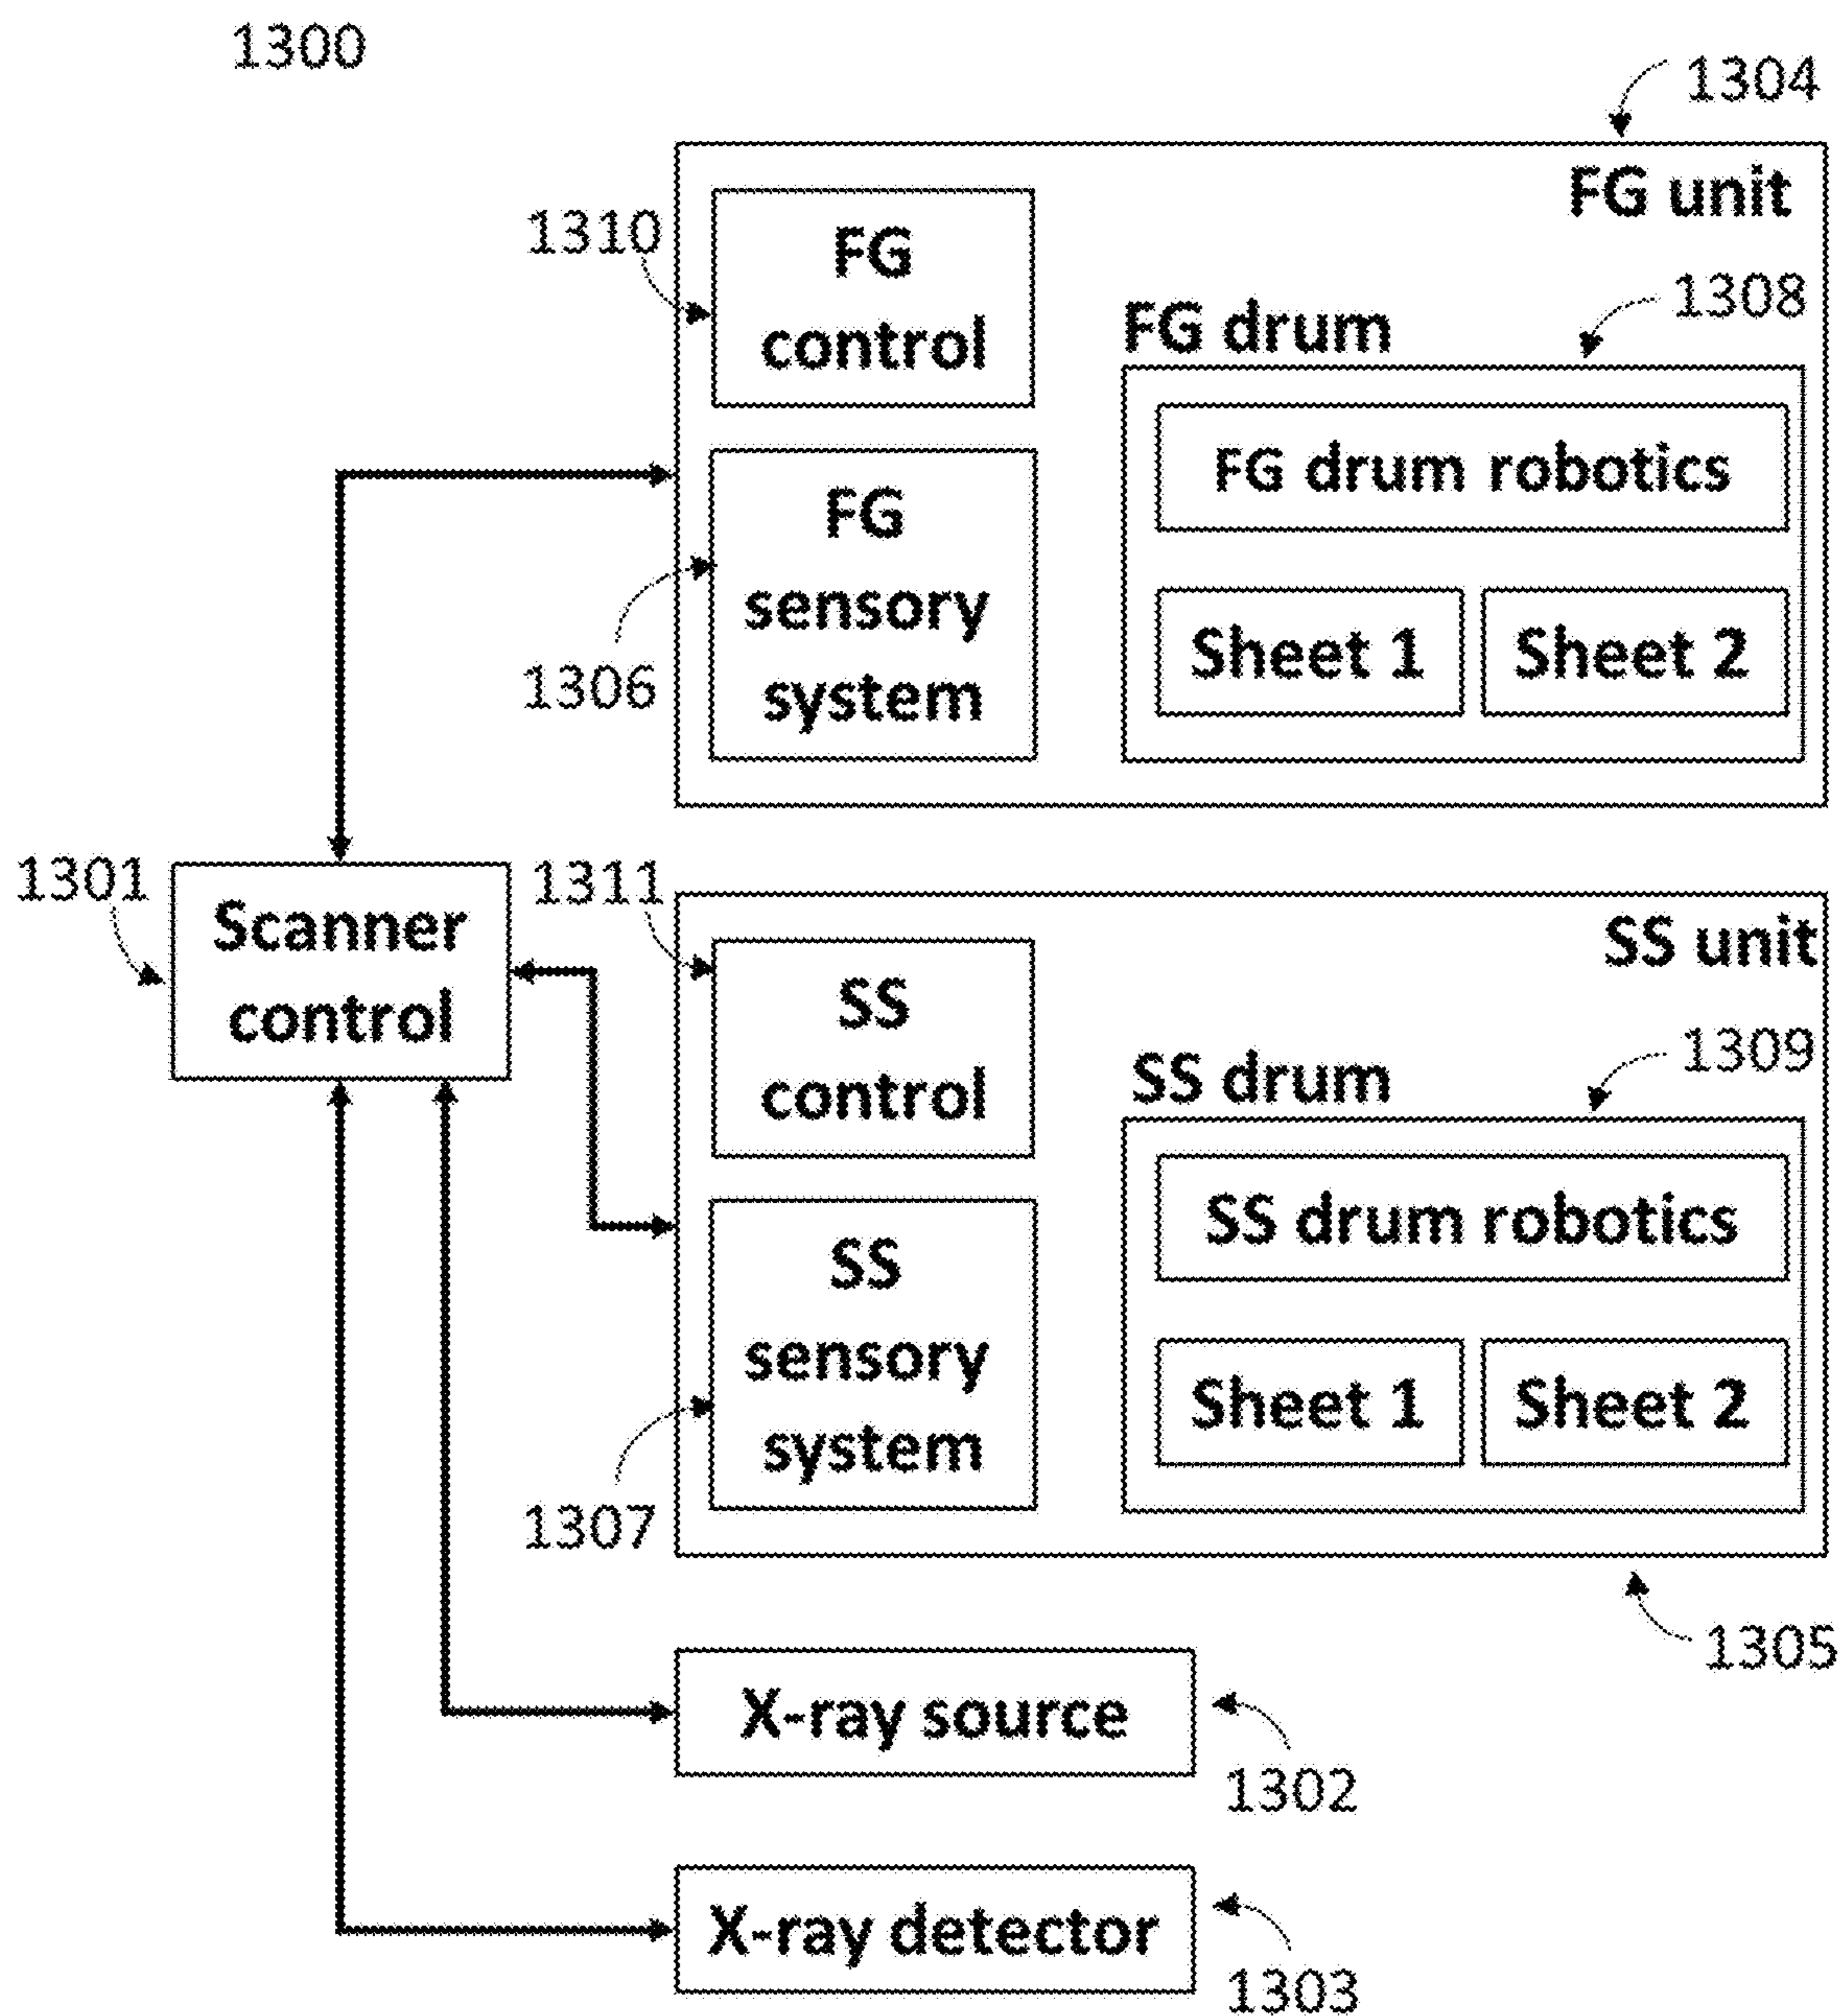 1300
1304
FG unit
1310
FG
control
FG drum
1308
FG drum robotics
FG
sensory
system
1306
Sheet 1
Sheet 2
1301
Scanner
control
1311
SS unit
SS
control
SS drum
1309
SS drum robotics
SS
sensory
system
1307
Sheet 1
Sheet 2
1305
X-ray source
1302
X-ray detector
1303